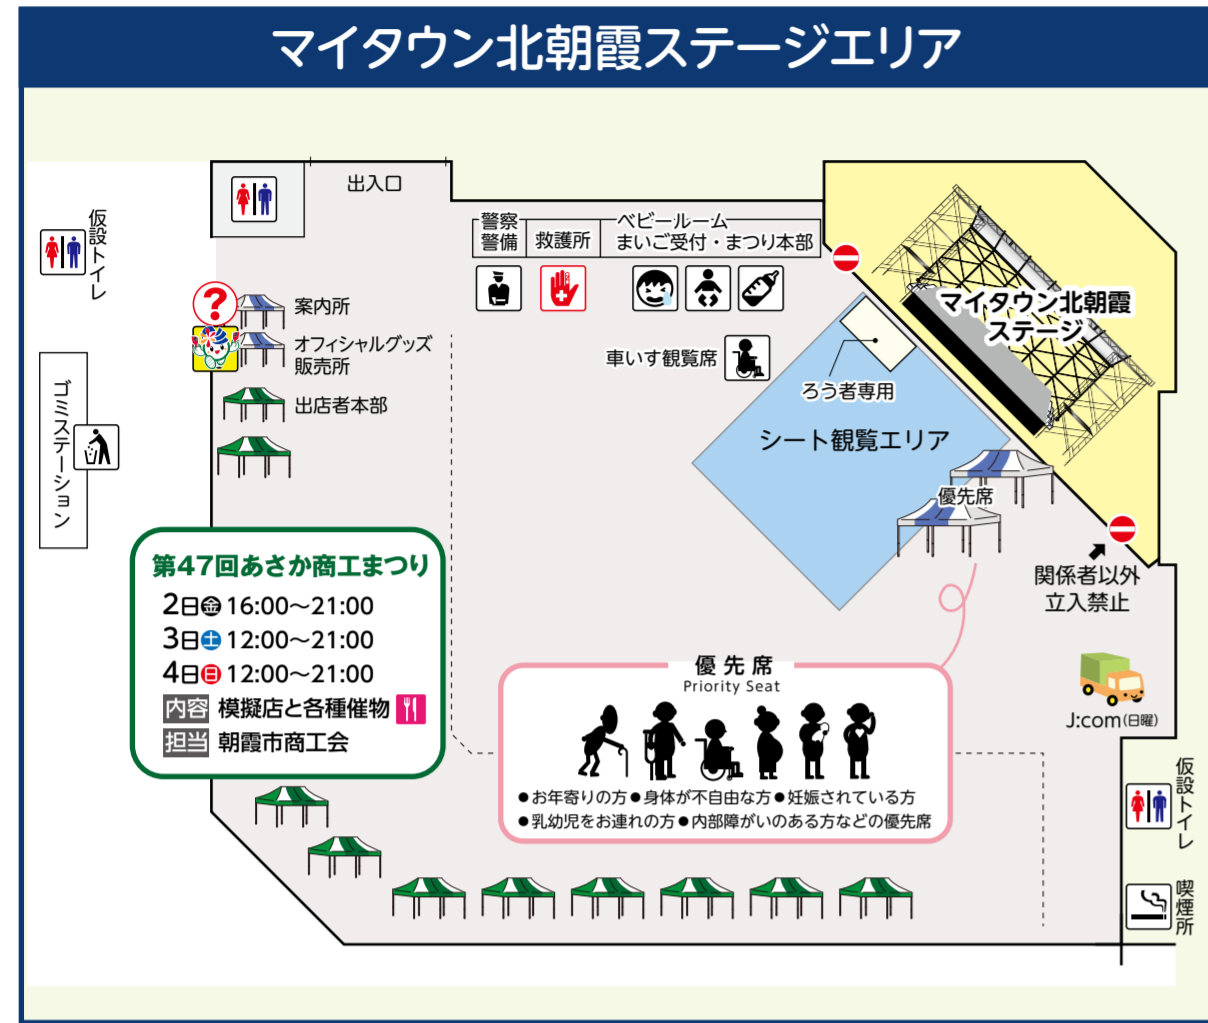 マイタウン北朝霞ステージエリア
出入口
仮設トイレ
警察
警備
救護所
ベビールーム
まいご受付・まつり本部
?
案内所
オフィシャルグッズ
販売所
出店者本部
ゴミステーション
車いす観覧席
マイタウン北朝霞
ステージ
ろう者専用
シート観覧エリア
優先席
関係者以外
立入禁止
第47回あさか商工まつり
2日金 16:00～21:00
3日土 12:00～21:00
4日日 12:00～21:00
内容 模擬店と各種催物
担当 朝霞市商工会
優先席
Priority Seat
●お年寄りの方●身体が不自由な方●妊娠されている方
●乳幼児をお連れの方●内部障がいのある方などの優先席
J:com(日曜)
仮設トイレ
喫煙所